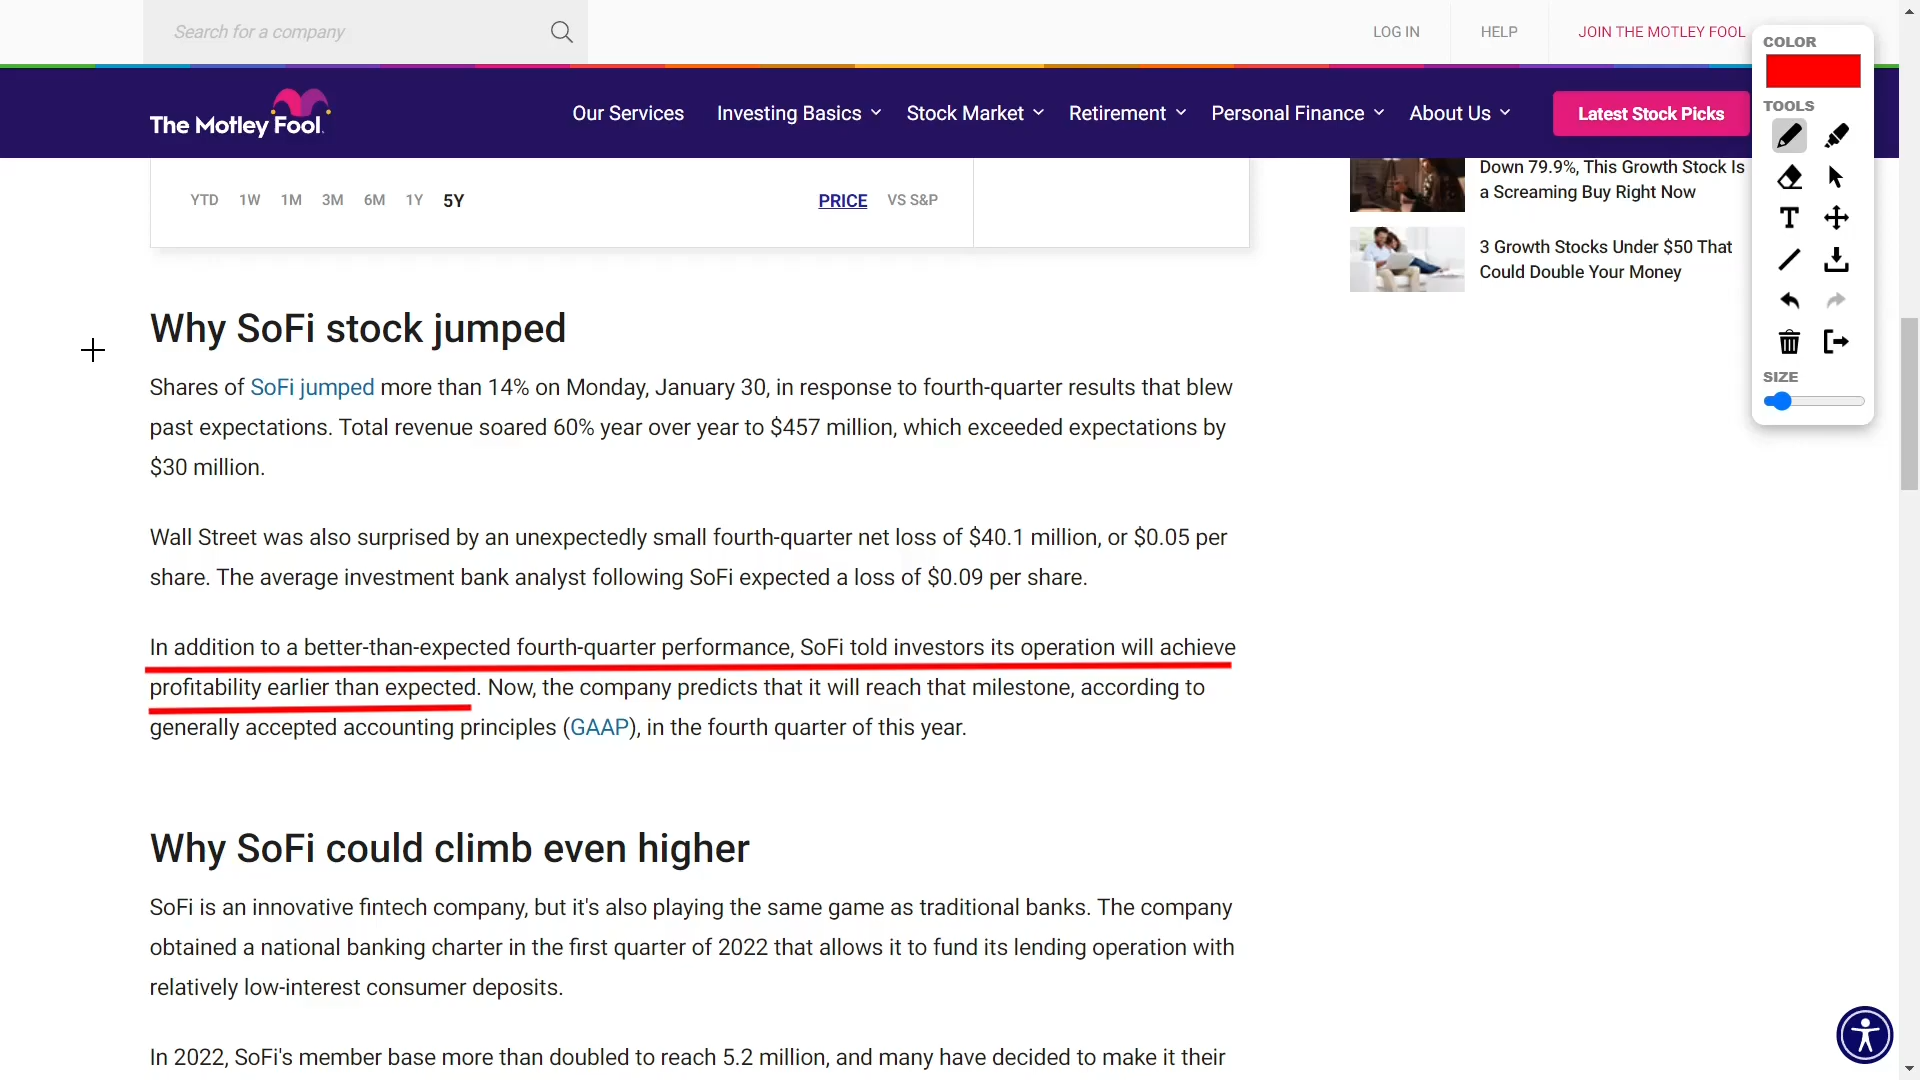 Search for a company
LOG IN
HELP
JOIN THE MOTLEY FOOL
The Motley Fool.
Our Services
Investing Basics
Stock Market
Retirement
Personal Finance
About Us
Latest Stock Picks
COLOR
TOOLS
SIZE
YTD 1W 1M 3M 6M 1Y 5Y
PRICE VS S&P
Down 79.9%, This Growth Stock Is
a Screaming Buy Right Now
3 Growth Stocks Under $50 That
Could Double Your Money
Why SoFi stock jumped
Shares of SoFi jumped more than 14% on Monday, January 30, in response to fourth-quarter results that blew
past expectations. Total revenue soared 60% year over year to $457 million, which exceeded expectations by
$30 million.
Wall Street was also surprised by an unexpectedly small fourth-quarter net loss of $40.1 million, or $0.05 per
share. The average investment bank analyst following SoFi expected a loss of $0.09 per share.
In addition to a better-than-expected fourth-quarter performance, SoFi told investors its operation will achieve
profitability earlier than expected. Now, the company predicts that it will reach that milestone, according to
generally accepted accounting principles (GAAP), in the fourth quarter of this year.
Why SoFi could climb even higher
SoFi is an innovative fintech company, but it's also playing the same game as traditional banks. The company
obtained a national banking charter in the first quarter of 2022 that allows it to fund its lending operation with
relatively low-interest consumer deposits.
In 2022, SoFi's member base more than doubled to reach 5.2 million, and many have decided to make it their